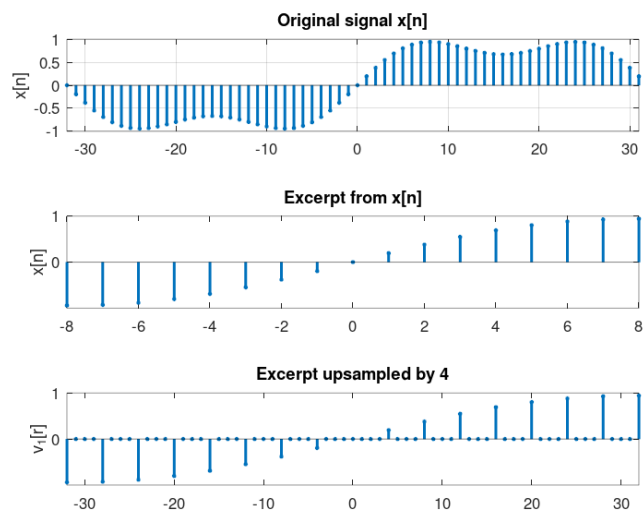 Original signal x[n]
x[n]
1
0.5
0
-0.5
-1
-30 -20 -10 0 10 20 30
Excerpt from x[n]
x[n]
1
0
-8 -6 -4 -2 0 2 4 6 8
Excerpt upsampled by 4
v₁[r]
1
0
-30 -20 -10 0 10 20 30